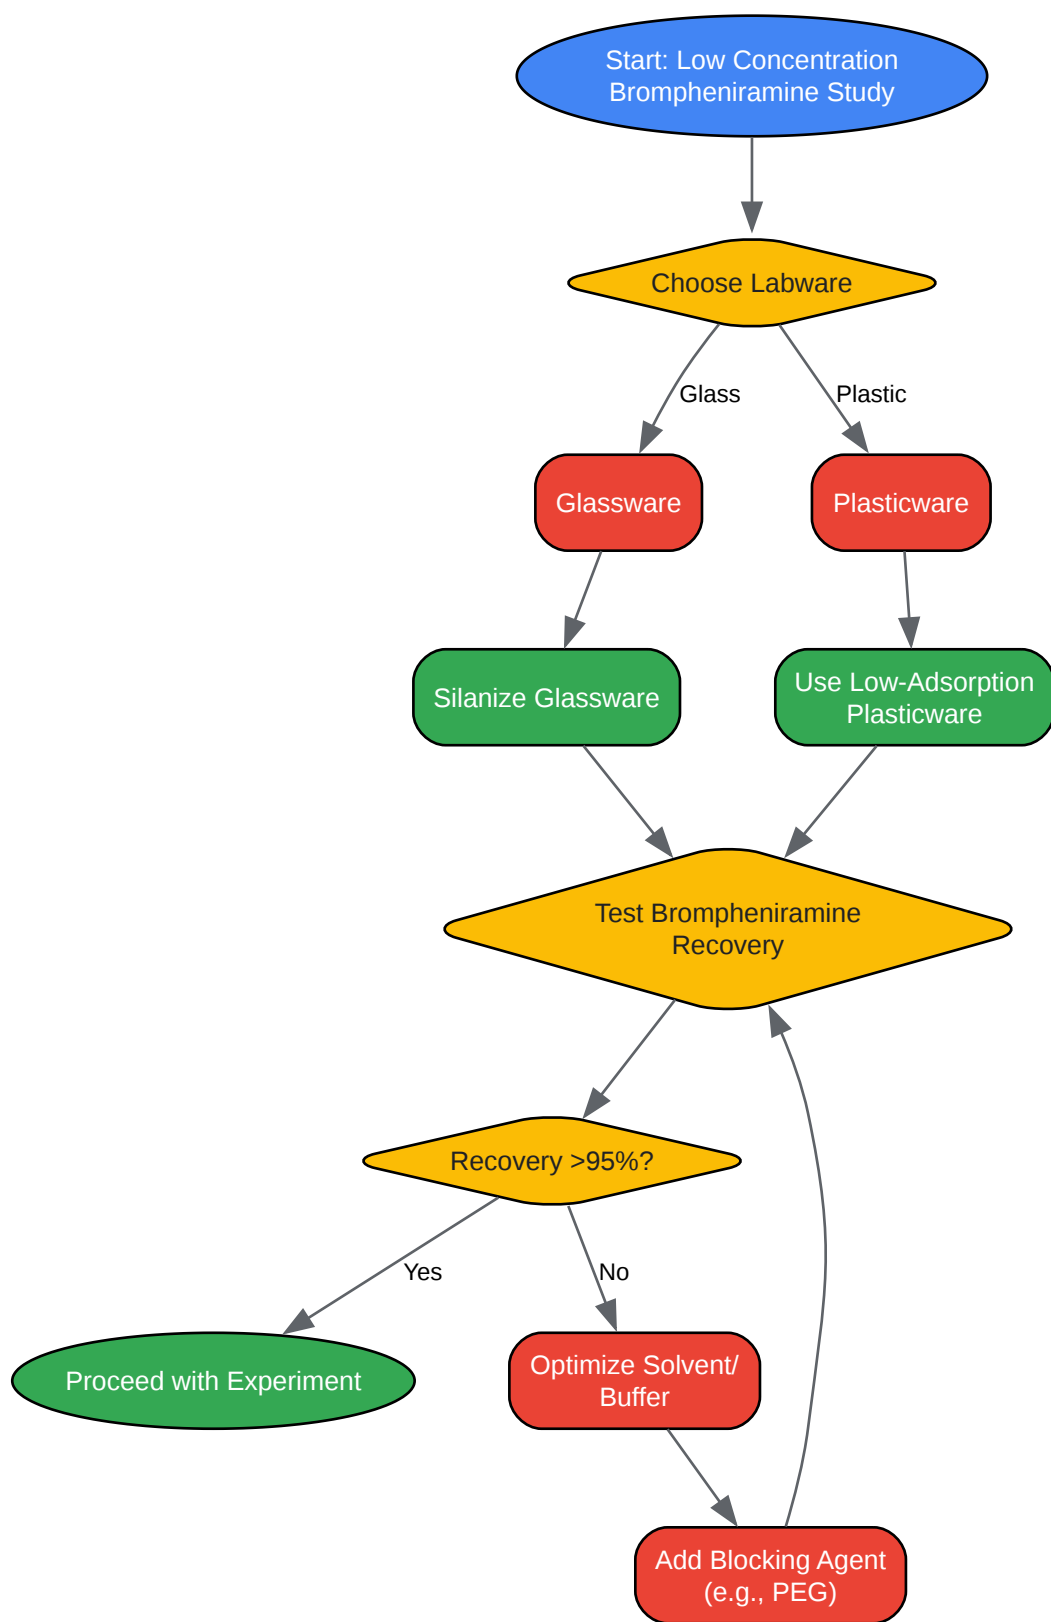 Start: Low Concentration
Brompheniramine Study
Choose Labware
Glass
Plastic
Glassware
Plasticware
Silanize Glassware
Use Low-Adsorption
Plasticware
Test Brompheniramine
Recovery
Recovery >95%?
Yes
No
Proceed with Experiment
Optimize Solvent/
Buffer
Add Blocking Agent
(e.g., PEG)